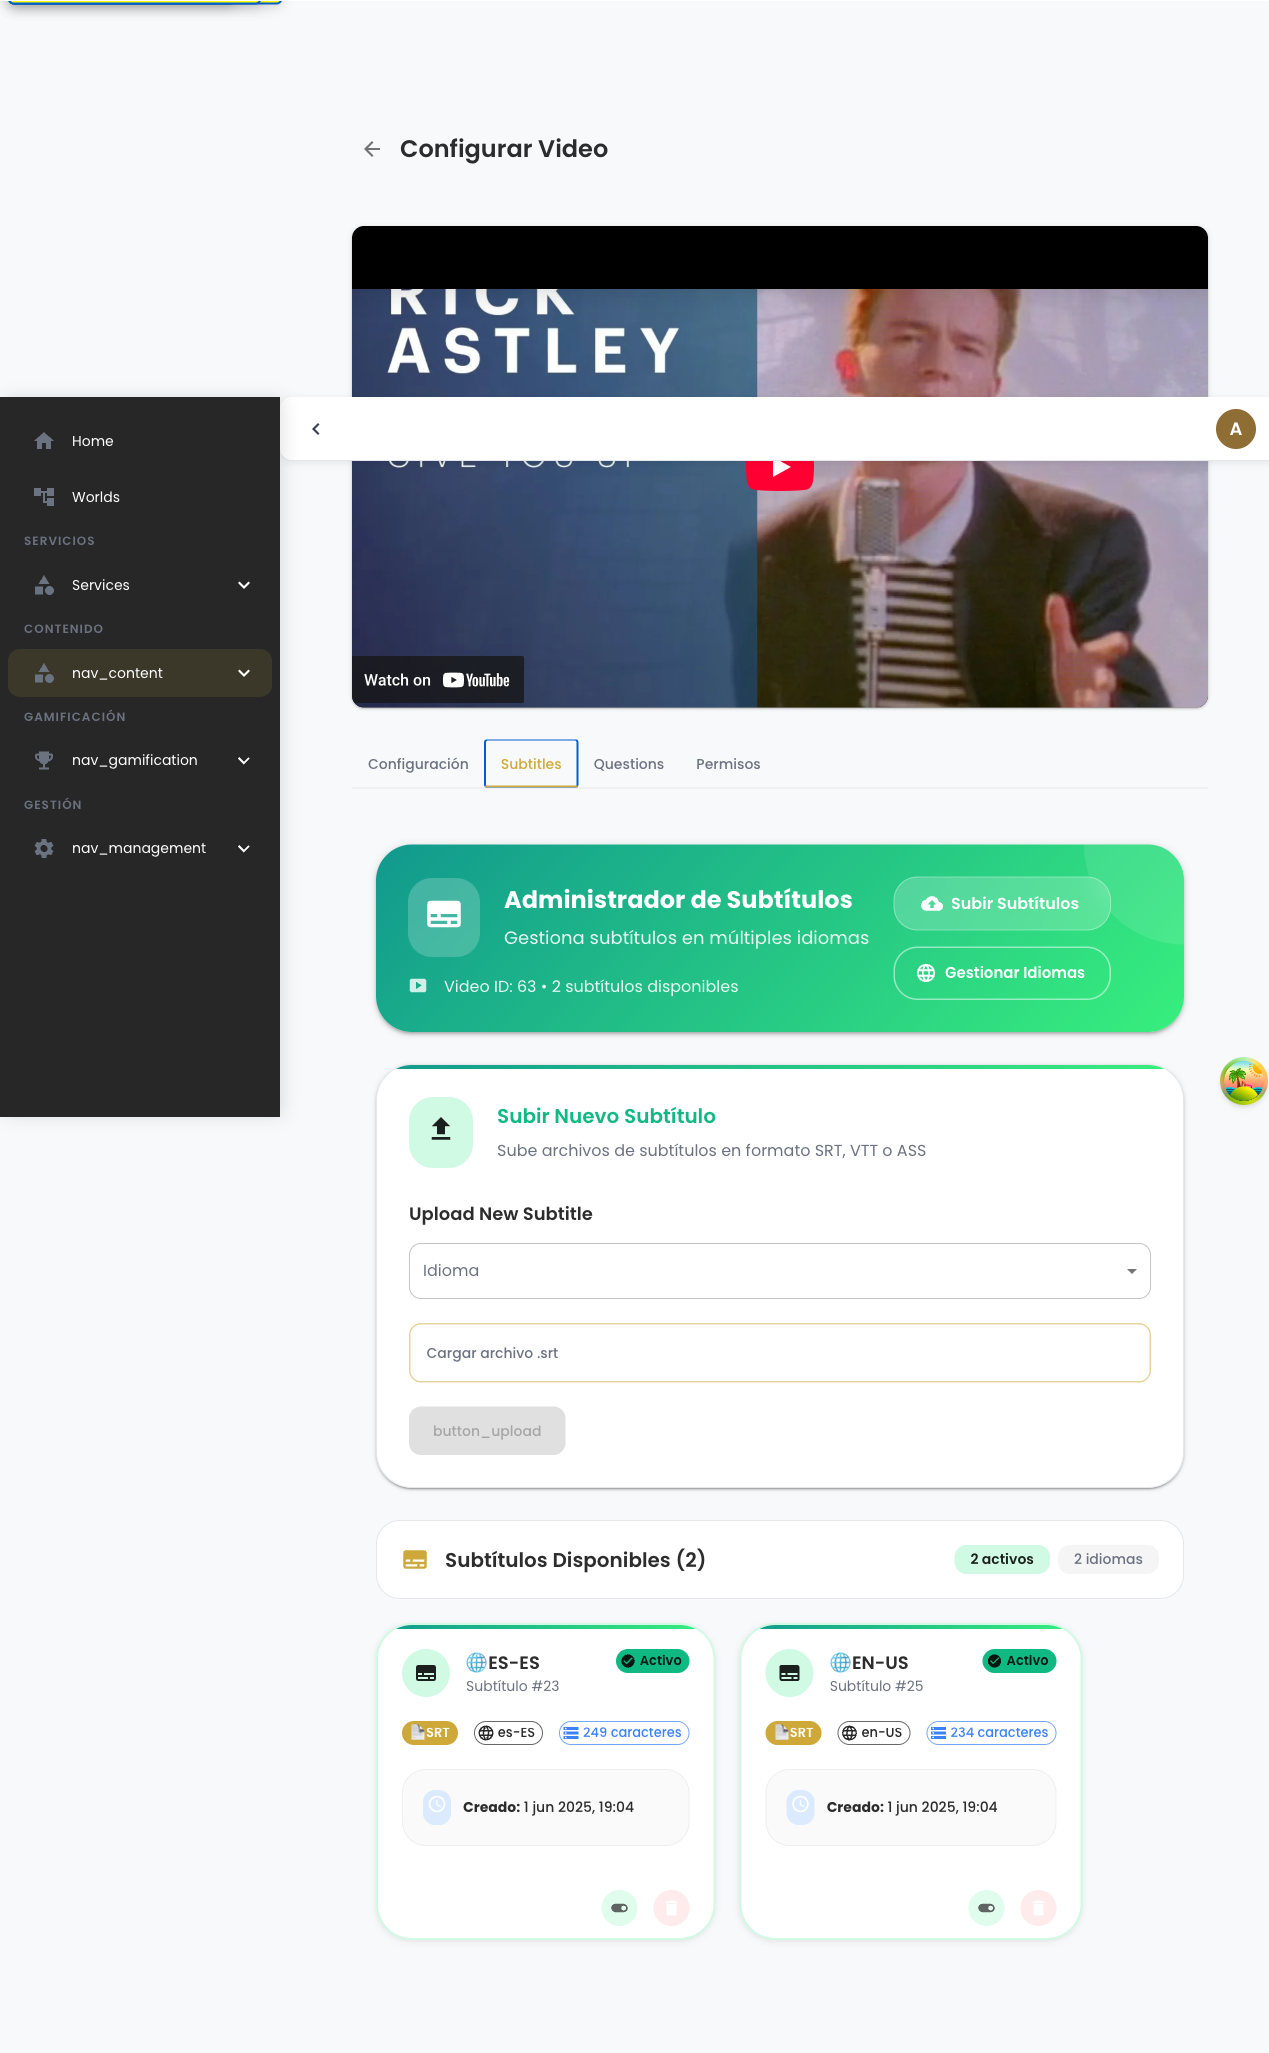 Configurar Video
RICK
ASTLEY
Home
A
Worlds
SERVICIOS
Services
CONTENIDO
nav_content
GAMIFICACIÓN
nav_gamification
GESTIÓN
nav_management
Watch on YouTube
Configuración
Subtitles
Questions
Permisos
Administrador de Subtítulos
Gestiona subtítulos en múltiples idiomas
Video ID: 63 • 2 subtítulos disponibles
Subir Subtítulos
Gestionar Idiomas
Subir Nuevo Subtítulo
Sube archivos de subtítulos en formato SRT, VTT o ASS
Upload New Subtitle
Idioma
Cargar archivo .srt
button_upload
Subtítulos Disponibles (2)
2 activos
2 idiomas
ES-ES
Activo
Subtítulo #23
SRT
es-ES
249 caracteres
Creado: 1 jun 2025, 19:04
EN-US
Activo
Subtítulo #25
SRT
en-US
234 caracteres
Creado: 1 jun 2025, 19:04